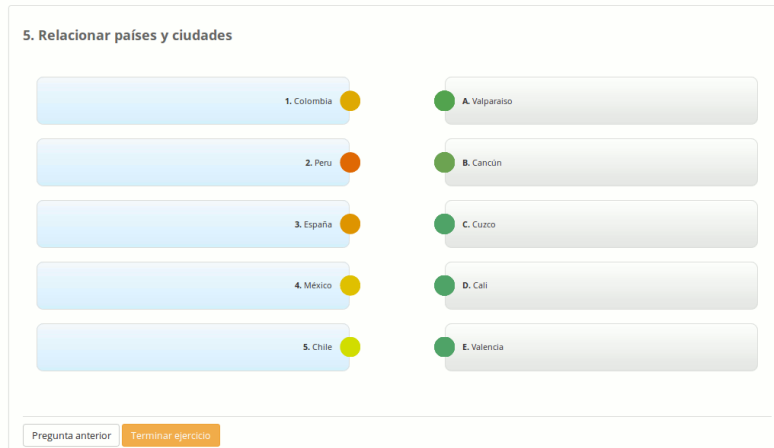 5. Relacionar países y ciudades
1. Colombia
A. Valparaiso
2. Peru
B. Cancún
3. España
C. Cuzco
4. México
D. Cali
5. Chile
E. Valencia
Pregunta anterior
Terminar ejercicio